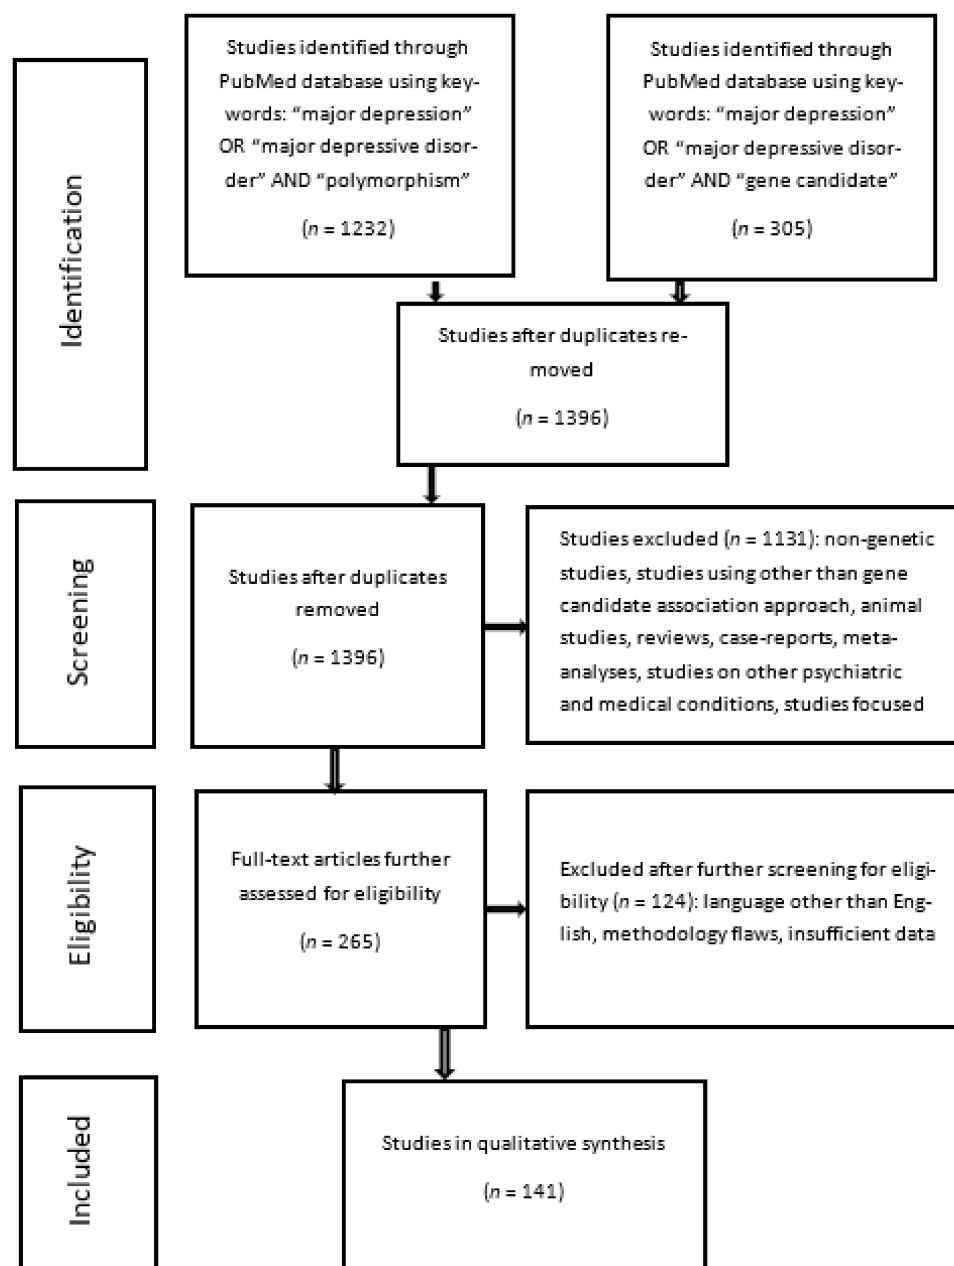 Identification
Studies identified through
PubMed database using key-
words: “major depression”
OR “major depressive disor-
der” AND “polymorphism”
(n = 1232)
Studies identified through
PubMed database using key-
words: “major depression”
OR “major depressive disor-
der” AND “gene candidate”
(n = 305)
Studies after duplicates re-
moved
(n = 1396)
Screening
Studies after duplicates
removed
(n = 1396)
Studies excluded (n = 1131): non-genetic
studies, studies using other than gene
candidate association approach, animal
studies, reviews, case-reports, meta-
analyses, studies on other psychiatric
and medical conditions, studies focused
Eligibility
Full-text articles further
assessed for eligibility
(n = 265)
Excluded after further screening for eligi-
bility (n = 124): language other than Eng-
lish, methodology flaws, insufficient data
Included
Studies in qualitative synthesis
(n = 141)